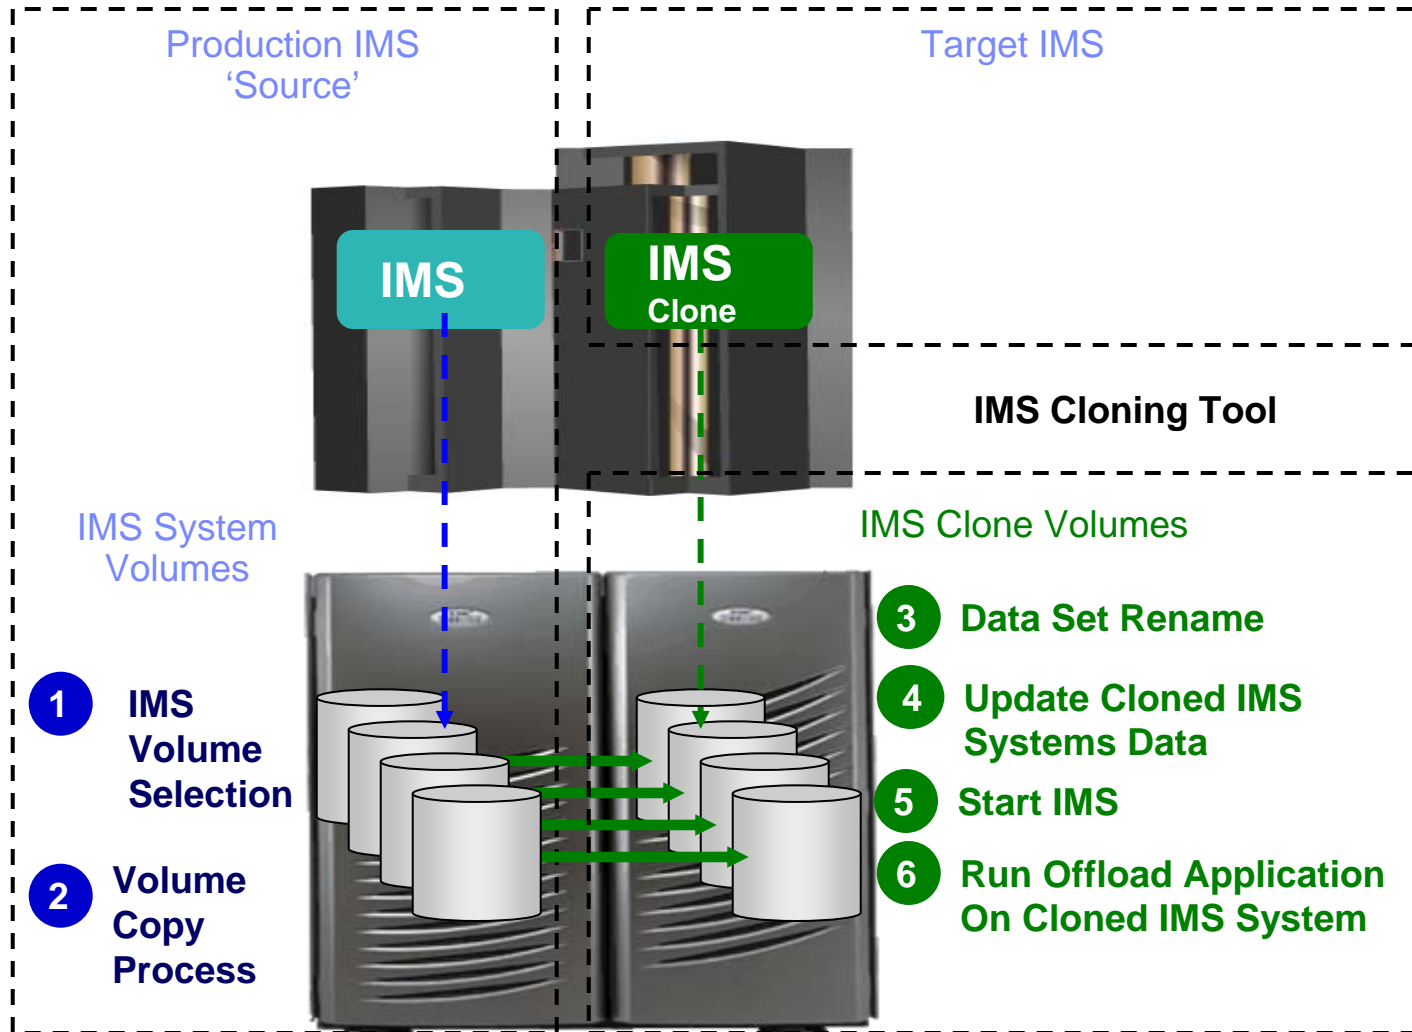 Production IMS
‘Source’
Target IMS
IMS
IMS
Clone
IMS Cloning Tool
IMS System
Volumes
IMS Clone Volumes
1
IMS
Volume
Selection
2
Volume
Copy
Process
3
Data Set Rename
4
Update Cloned IMS
Systems Data
5
Start IMS
6
Run Offload Application
On Cloned IMS System